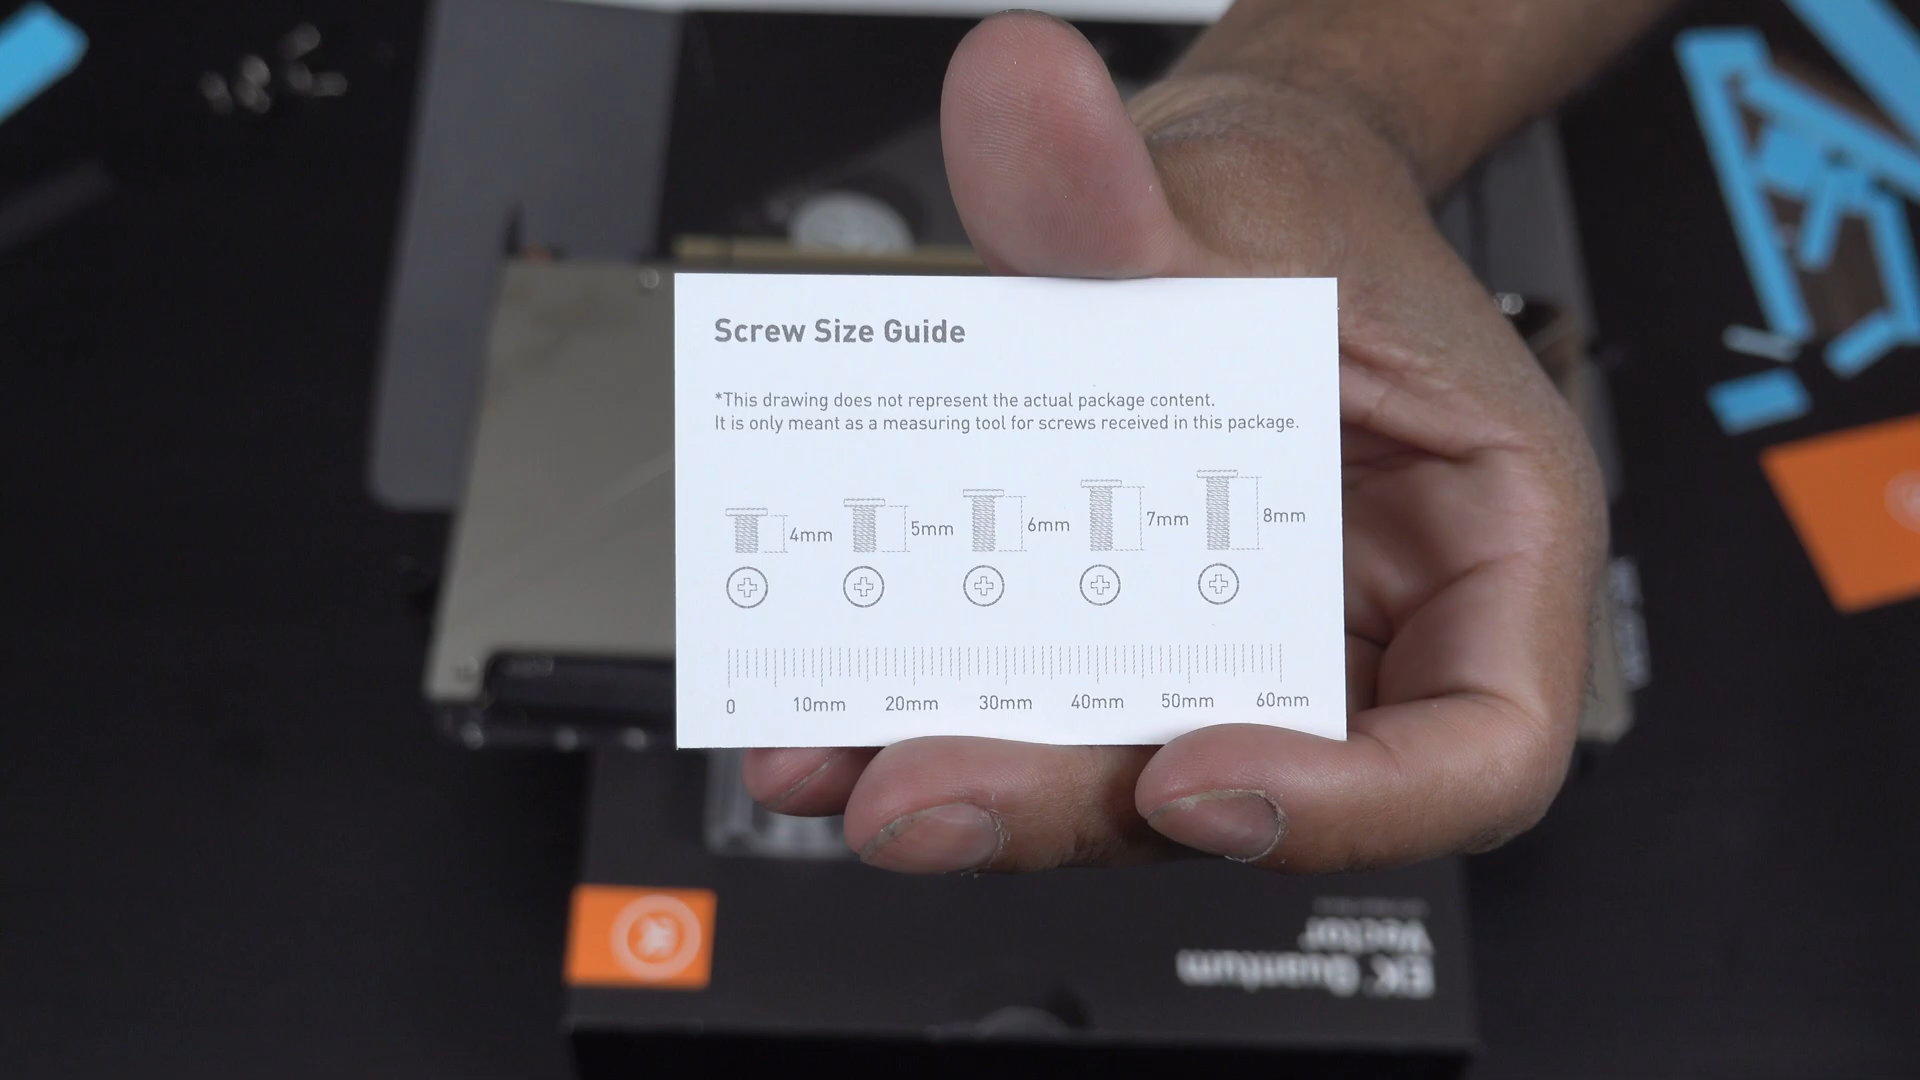 Screw Size Guide
*This drawing does not represent the actual package content.
It is only meant as a measuring tool for screws received in this package.
4mm 5mm 6mm 7mm 8mm
0 10mm 20mm 30mm 40mm 50mm 60mm
EK Quantum
Vector